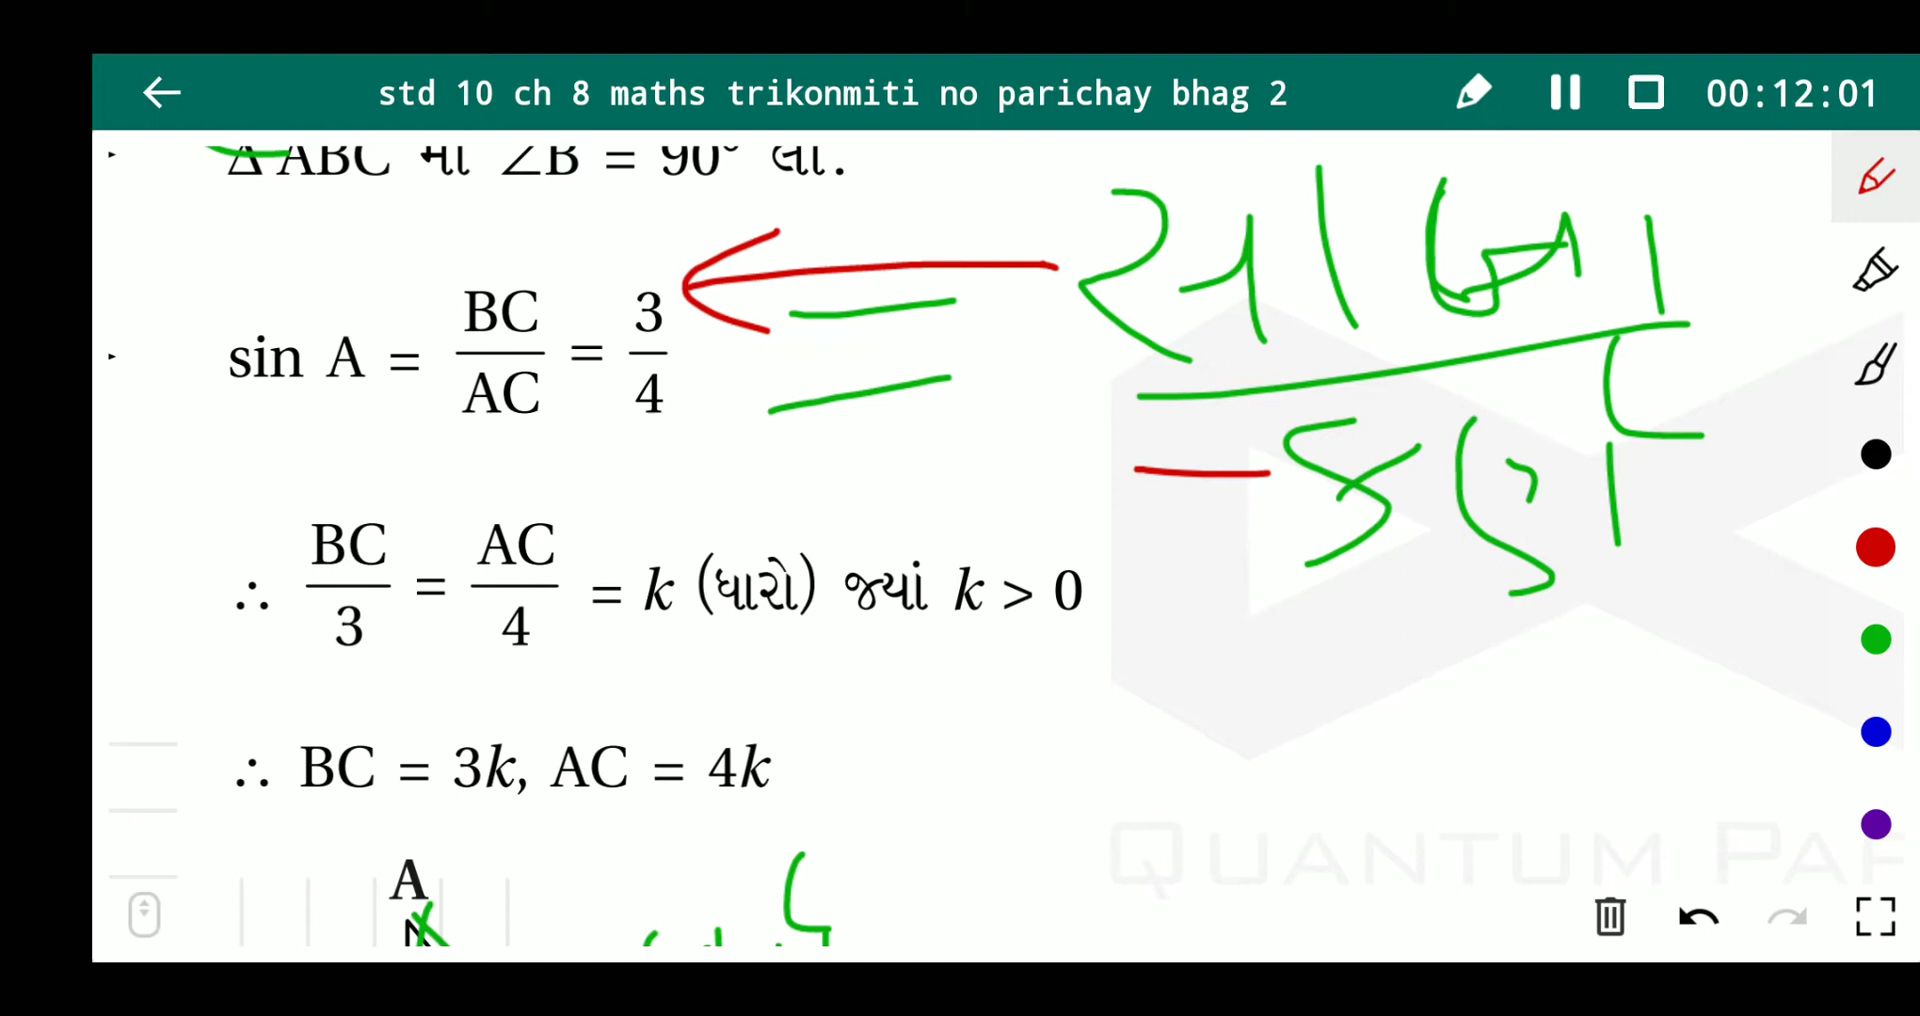 std 10 ch 8 maths trikonmiti no parichay bhag 2 00:12:01
Δ ABC માં ∠B = 90° લો.
sin A = BC/AC = 3/4
∴ BC/3 = AC/4 = k (ધારો) જ્યાં k > 0
∴ BC = 3k, AC = 4k
A
QUANTUM PA